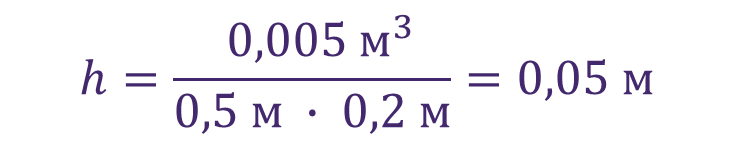 h = 0,005 м³ / 0,5 м · 0,2 м = 0,05 м